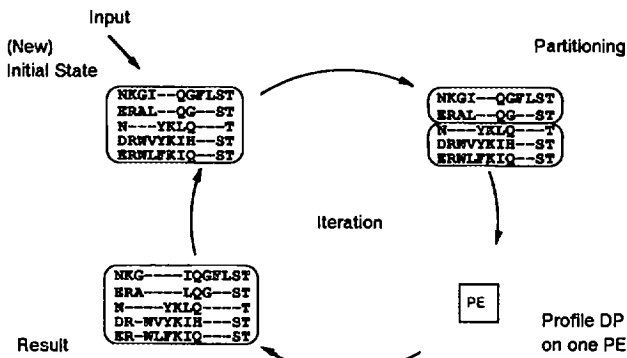 Input
(New)
Initial State
NKGI--QGFLST
ERAL--QG--ST
N---YKLQ---T
DRWVYKIH--ST
ERWLFKIQ--ST
Partitioning
NKGI--QGFLST
ERAL--QG--ST
N---YKLQ---T
DRWVYKIH--ST
ERWLFKIQ--ST
Iteration
NKG----IQGFLST
ERA----LQG--ST
N----YKLQ----T
DR-WVYKIH---ST
ER-WLFKIQ---ST
Result
PE
Profile DP
on one PE